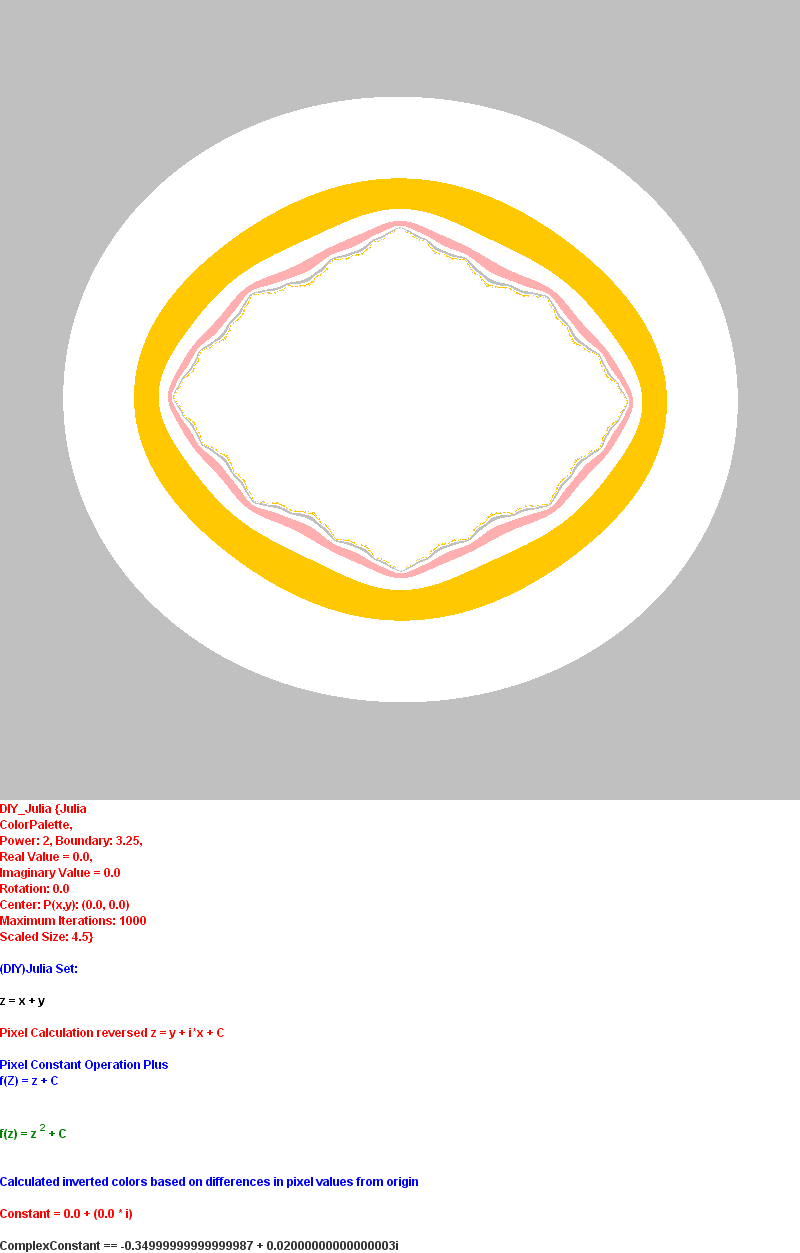 DIY_Julia {Julia
ColorPalette,
Power: 2, Boundary: 3.25,
Real Value = 0.0,
Imaginary Value = 0.0
Rotation: 0.0
Center: P(x,y): (0.0, 0.0)
Maximum Iterations: 1000
Scaled Size: 4.5}
(DIY)Julia Set:
z = x + y
Pixel Calculation reversed z = y + i*x + C
Pixel Constant Operation Plus
f(Z) = z + C
f(z) = z ² + C
Calculated inverted colors based on differences in pixel values from origin
Constant = 0.0 + (0.0 * i)
ComplexConstant == -0.34999999999999987 + 0.02000000000000003i